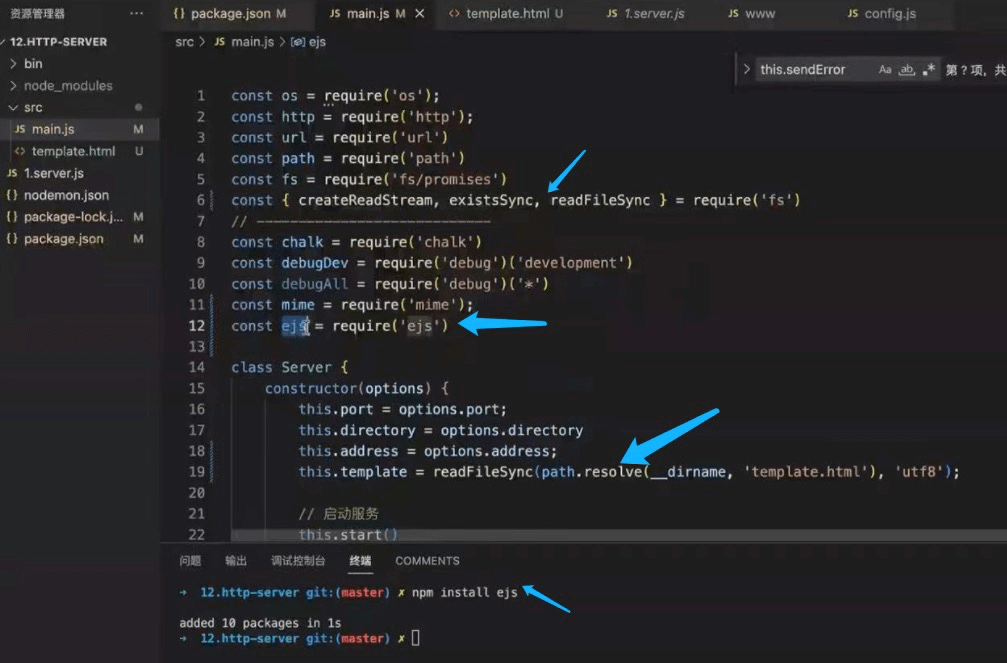 资源管理器 ···
12.HTTP-SERVER
bin
node_modules
src
JS main.js M
<> template.html U
JS 1.server.js
{} nodemon.json
{} package-lock.j... M
{} package.json M
{} package.json M
JS main.js M ×
<> template.html U
JS 1.server.js
JS www
JS config.js
src > JS main.js > ejs
this.sendError Aa ab .* 第 ? 项，共
1 const os = require('os');
2 const http = require('http');
3 const url = require('url')
4 const path = require('path')
5 const fs = require('fs/promises')
6 const { createReadStream, existsSync, readFileSync } = require('fs')
7 // ————————————————————————————
8 const chalk = require('chalk')
9 const debugDev = require('debug')('development')
10 const debugAll = require('debug')('*')
11 const mime = require('mime');
12 const ejs = require('ejs')
13
14 class Server {
15 constructor(options) {
16 this.port = options.port;
17 this.directory = options.directory
18 this.address = options.address;
19 this.template = readFileSync(path.resolve(__dirname, 'template.html'), 'utf8');
20
21 // 启动服务
22 this.start()
问题 输出 调试控制台 终端 COMMENTS
→ 12.http-server git:(master) ✗ npm install ejs
added 10 packages in 1s
→ 12.http-server git:(master) ✗